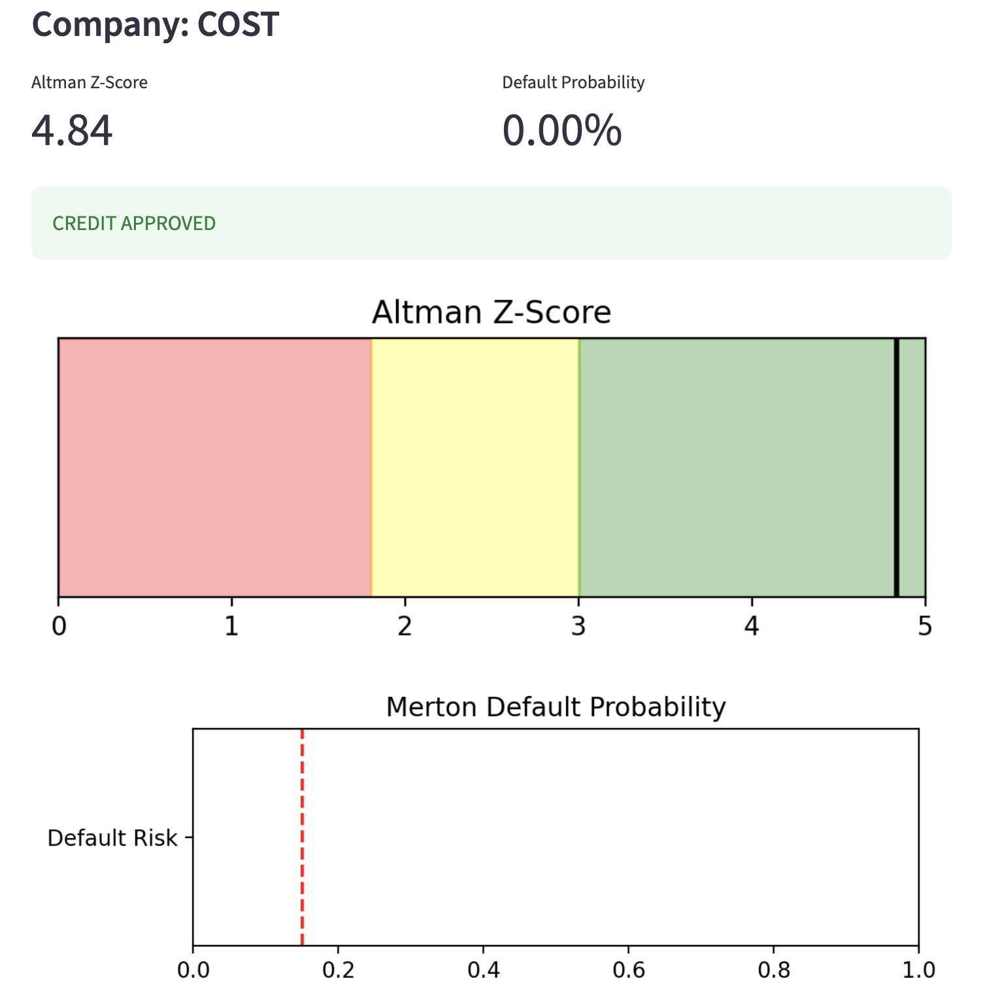 Company: COST
Altman Z-Score
Default Probability
4.84
0.00%
CREDIT APPROVED
Altman Z-Score
0 1 2 3 4 5
Merton Default Probability
Default Risk
0.0 0.2 0.4 0.6 0.8 1.0